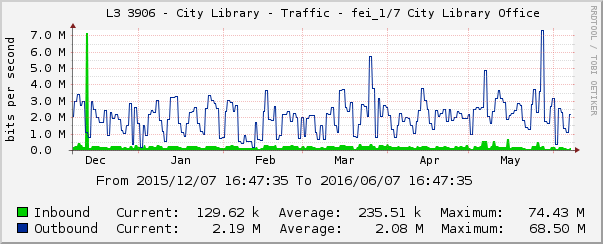 L3 3906 - City Library - Traffic - fei_1/7 City Library Office
RRDTOOL / TOBI OETIKER
bits per second
7.0 M
6.0 M
5.0 M
4.0 M
3.0 M
2.0 M
1.0 M
0.0
Dec Jan Feb Mar Apr May
From 2015/12/07 16:47:35 To 2016/06/07 16:47:35
Inbound Current: 129.62 k Average: 235.51 k Maximum: 74.43 M
Outbound Current: 2.19 M Average: 2.08 M Maximum: 68.50 M